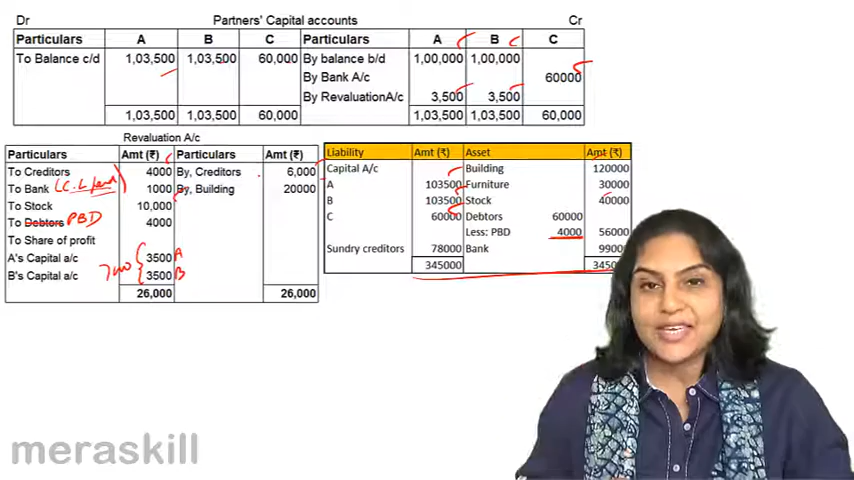 Dr Partners' Capital accounts Cr
Particulars A B C Particulars A B C
To Balance c/d 1,03,500 1,03,500 60,000 By balance b/d 1,00,000 1,00,000
By Bank A/c 60000
By RevaluationA/c 3,500 3,500
1,03,500 1,03,500 60,000 1,03,500 1,03,500 60,000
Revaluation A/c
Particulars Amt (₹) Particulars Amt (₹)
To Creditors 4000 By, Creditors 6,000
To Bank 1000 By, Building 20000
To Stock 10,000
To Debtors PBD 4000
To Share of profit
A's Capital a/c 3500 A
B's Capital a/c 3500 B
26,000 26,000
Liability Amt (₹) Asset Amt (₹)
Capital A/c Building 120000
A 103500 Furniture 30000
B 103500 Stock 40000
C 60000 Debtors 60000
Less: PBD 4000 56000
Sundry creditors 78000 Bank 99000
345000
meraskill